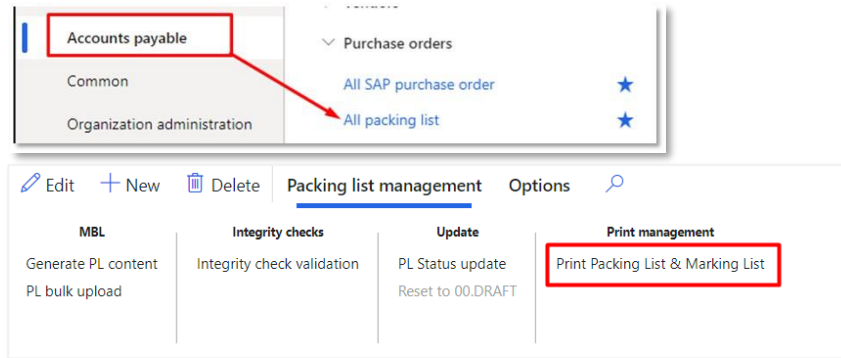 Accounts payable
Purchase orders
Common
All SAP purchase order
Organization administration
All packing list
Edit New Delete Packing list management Options
MBL Integrity checks Update Print management
Generate PL content Integrity check validation PL Status update Print Packing List & Marking List
PL bulk upload Reset to 00.DRAFT